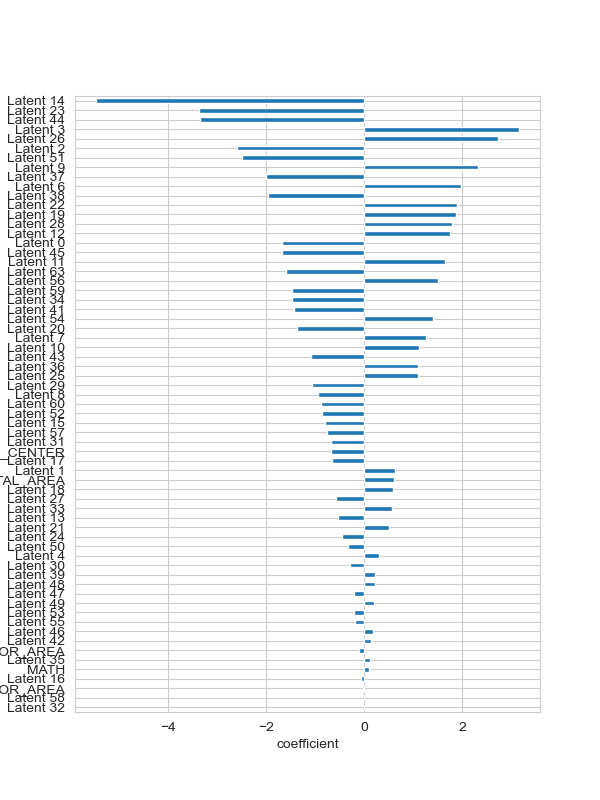 Latent 14
Latent 23
Latent 44
Latent 3
Latent 26
Latent 2
Latent 51
Latent 9
Latent 37
Latent 6
Latent 38
Latent 22
Latent 19
Latent 28
Latent 12
Latent 0
Latent 45
Latent 11
Latent 63
Latent 56
Latent 59
Latent 34
Latent 41
Latent 54
Latent 20
Latent 7
Latent 10
Latent 43
Latent 36
Latent 25
Latent 29
Latent 8
Latent 60
Latent 52
Latent 15
Latent 57
Latent 31
_CENTER
Latent 17
Latent 1
TAL_AREA
Latent 18
Latent 27
Latent 33
Latent 13
Latent 21
Latent 24
Latent 50
Latent 4
Latent 30
Latent 39
Latent 48
Latent 47
Latent 49
Latent 53
Latent 55
Latent 46
Latent 42
OR_AREA
Latent 35
MATH
Latent 16
OR_AREA
Latent 58
Latent 32
−4 −2 0 2
coefficient